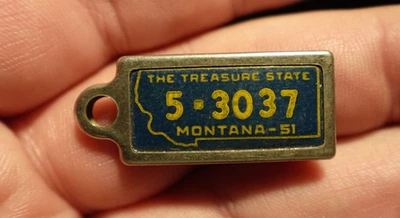 THE TREASURE STATE
5-3037
MONTANA-51